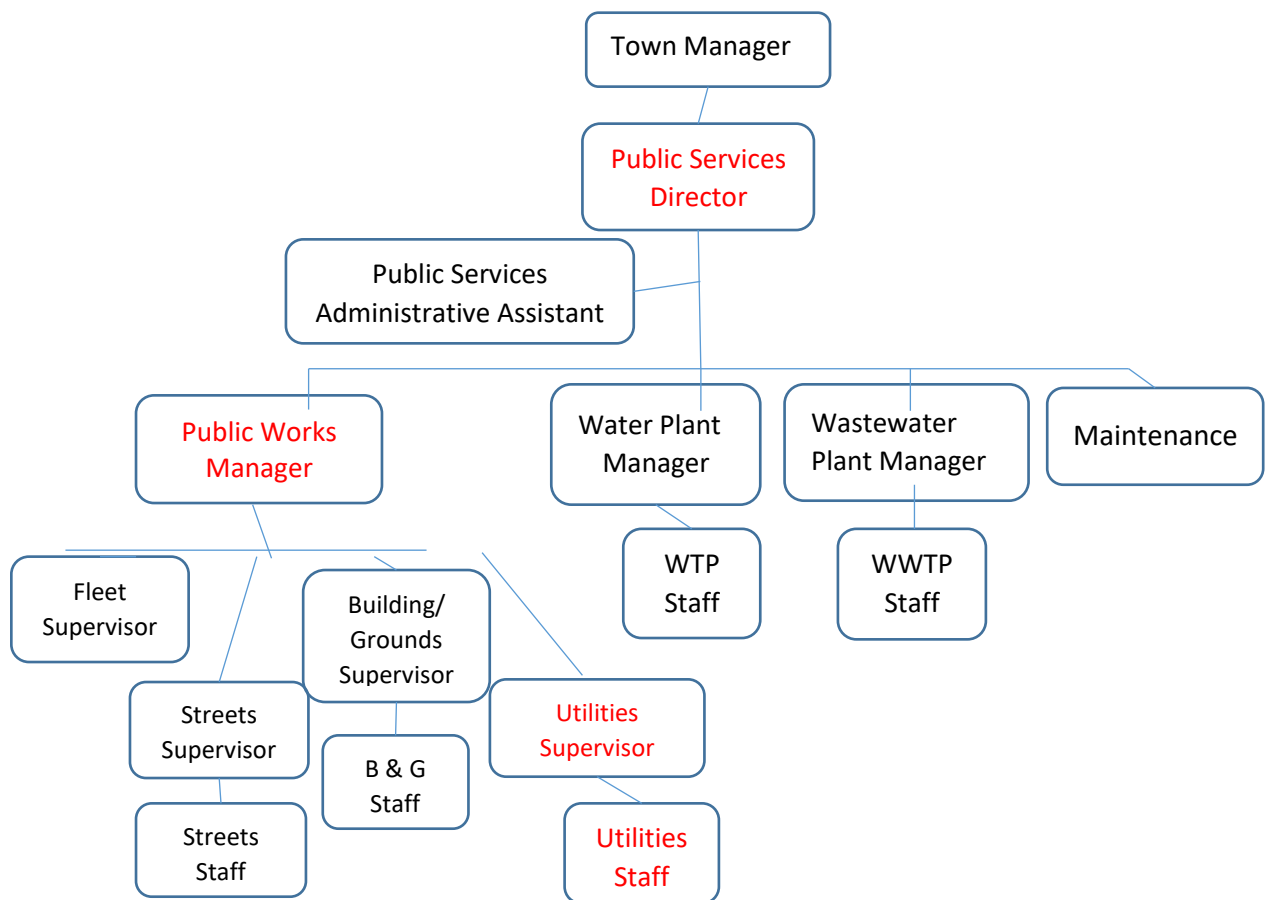 Town Manager
Public Services
Director
Public Services
Administrative Assistant
Public Works
Manager
Water Plant
Manager
Wastewater
Plant Manager
Maintenance
Fleet
Supervisor
Building/
Grounds
Supervisor
WTP
Staff
WWTP
Staff
Streets
Supervisor
Utilities
Supervisor
B & G
Staff
Streets
Staff
Utilities
Staff